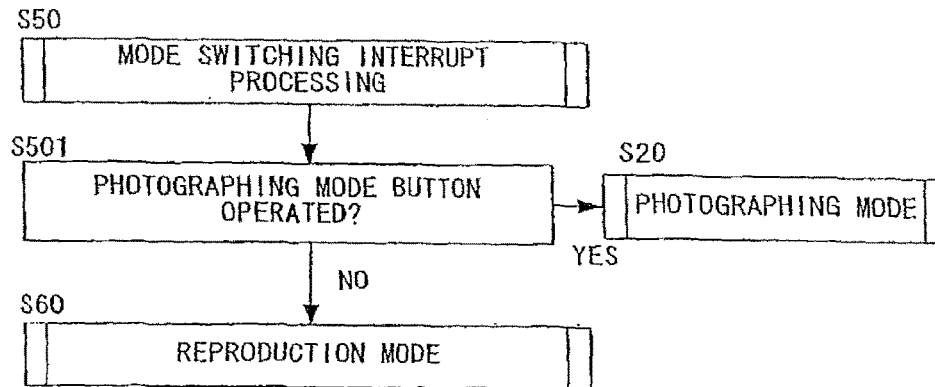 S50
MODE SWITCHING INTERRUPT
PROCESSING
S501
PHOTOGRAPHING MODE BUTTON
OPERATED?
S20
PHOTOGRAPHING MODE
YES
NO
S60
REPRODUCTION MODE